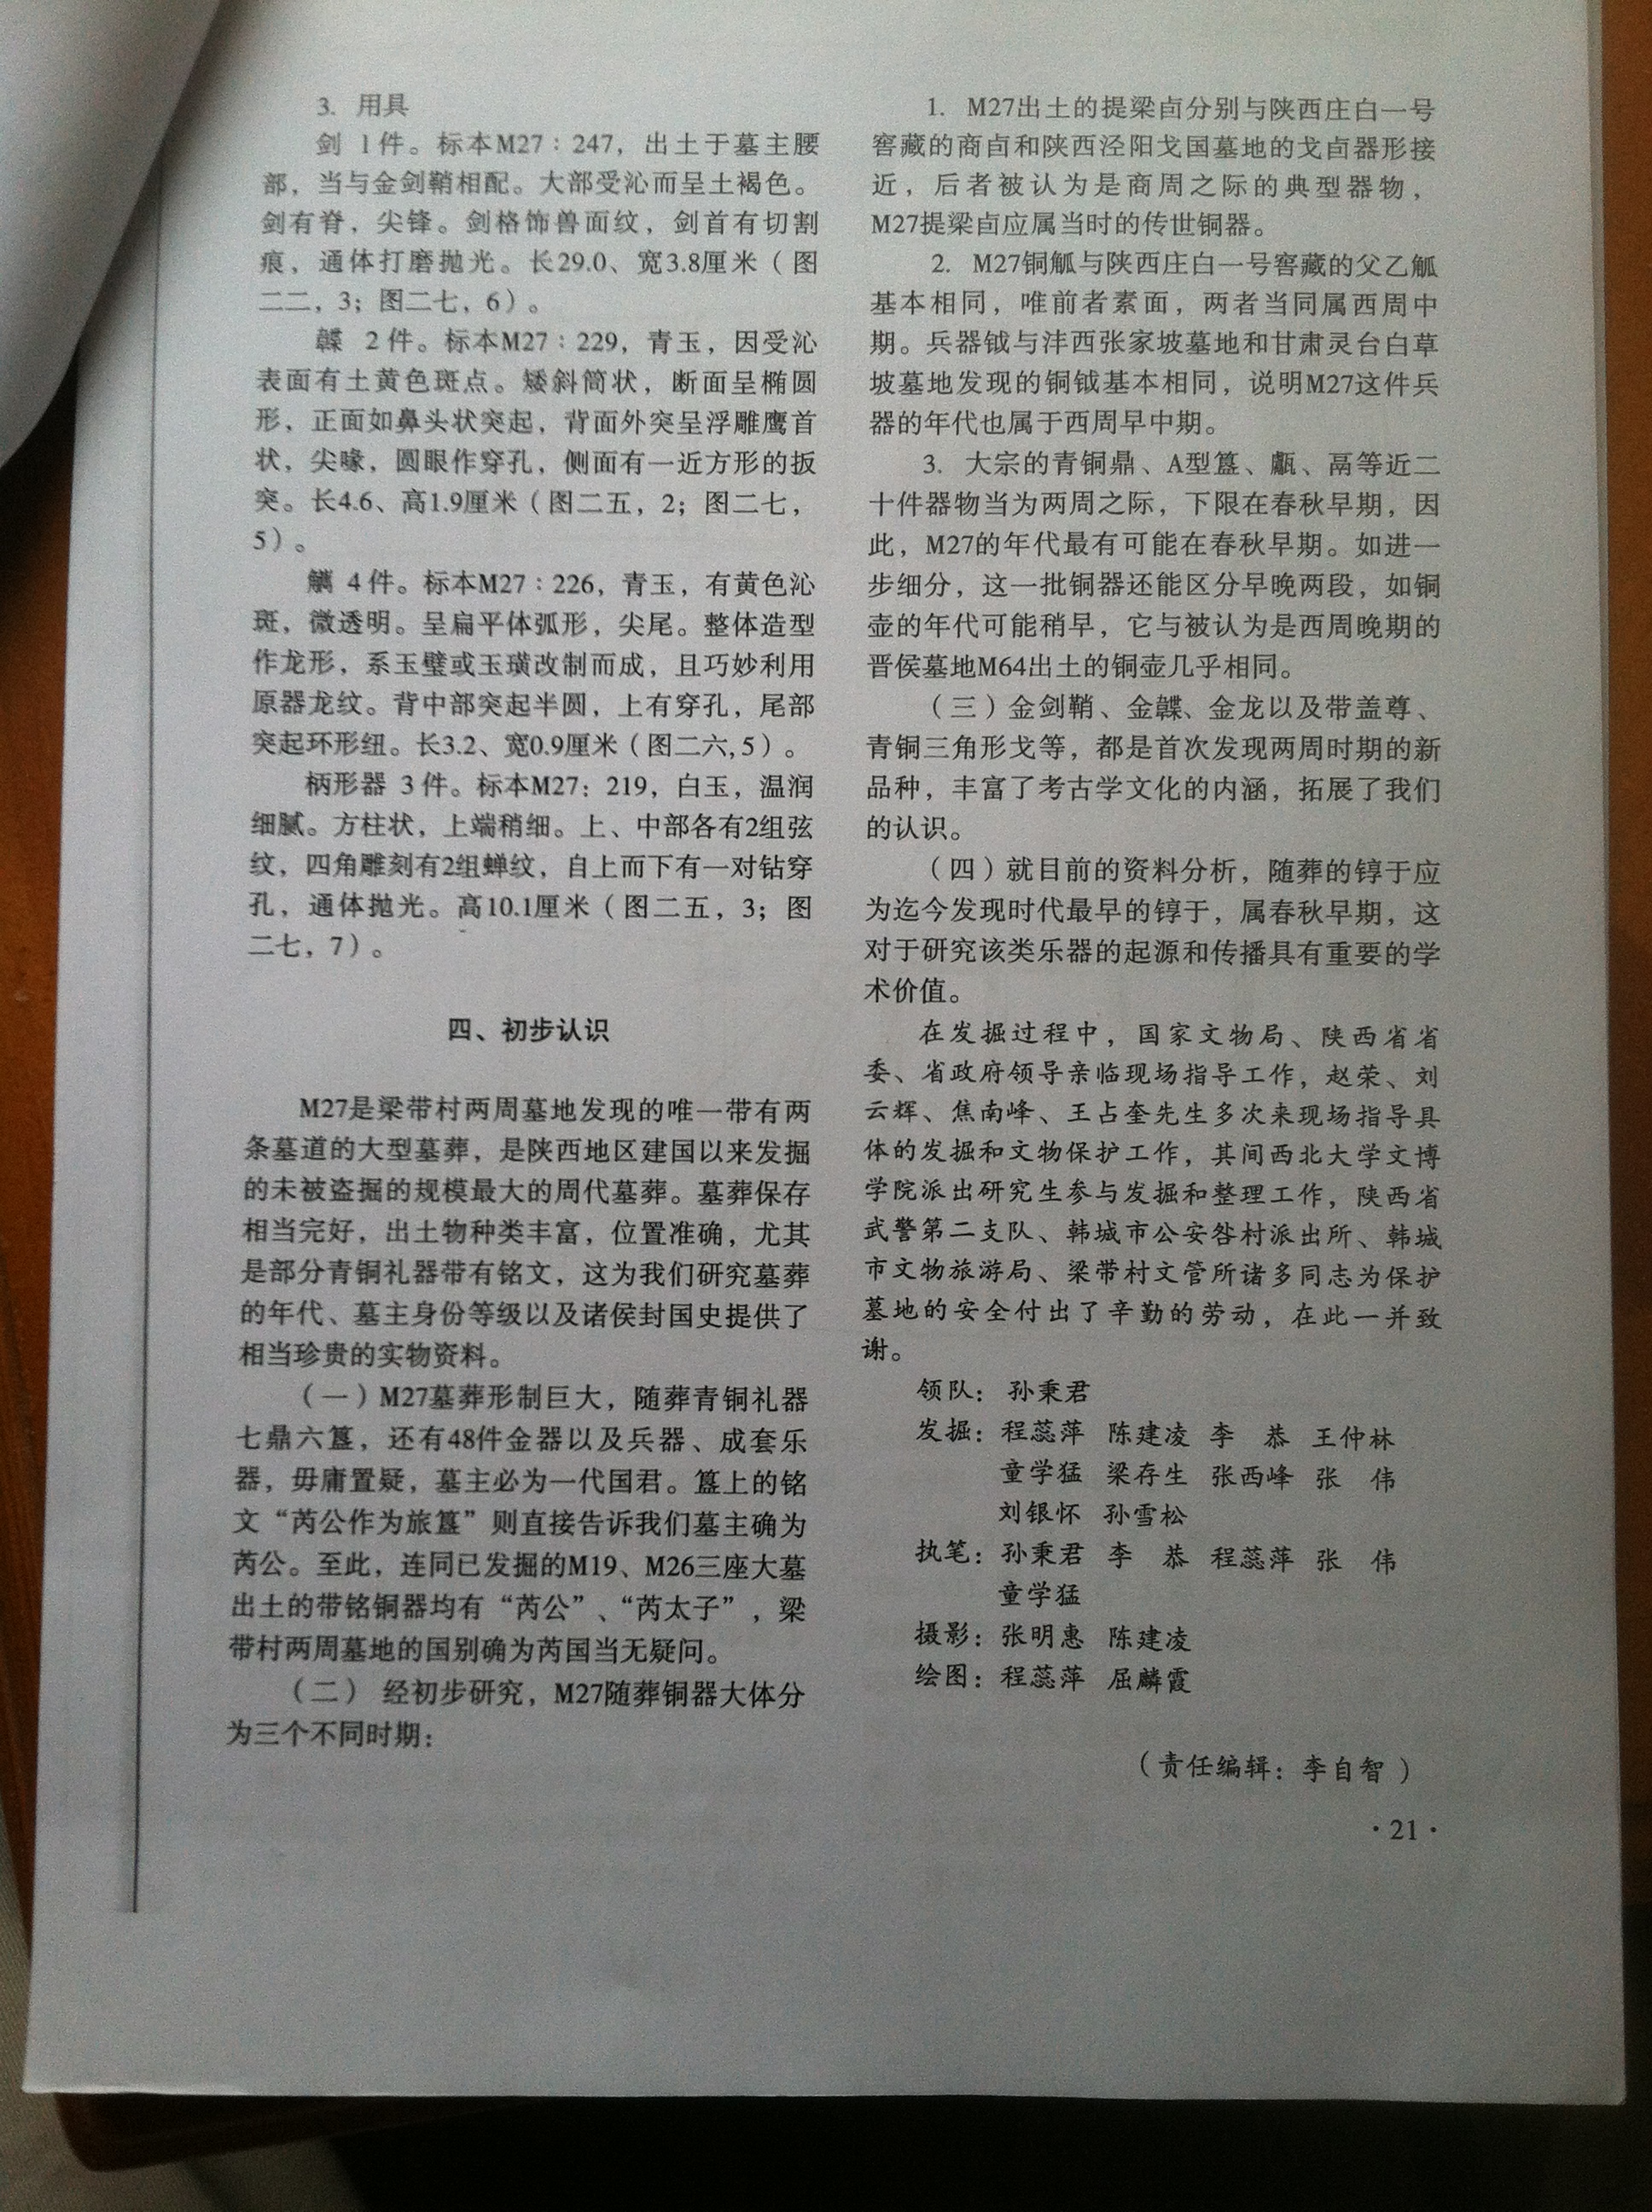 3. 用具
剑 1件。标本M27：247，出土于墓主腰
部，当与金剑鞘相配。大部受沁而呈土褐色。
剑有脊，尖锋。剑格饰兽面纹，剑首有切割
痕，通体打磨抛光。长29.0、宽3.8厘米（图
二二，3；图二七，6）。
韘 2件。标本M27：229，青玉，因受沁
表面有土黄色斑点。矮斜筒状，断面呈椭圆
形，正面如鼻头状突起，背面外突呈浮雕鹰首
状，尖喙，圆眼作穿孔，侧面有一近方形的扳
突。长4.6、高1.9厘米（图二五，2；图二七，
5）。
觿 4件。标本M27：226，青玉，有黄色沁
斑，微透明。呈扁平体弧形，尖尾。整体造型
作龙形，系玉璧或玉璜改制而成，且巧妙利用
原器龙纹。背中部突起半圆，上有穿孔，尾部
突起环形纽。长3.2、宽0.9厘米（图二六,5）。
柄形器 3件。标本M27：219，白玉，温润
细腻。方柱状，上端稍细。上、中部各有2组弦
纹，四角雕刻有2组蝉纹，自上而下有一对钻穿
孔，通体抛光。高10.1厘米（图二五，3；图
二七，7）。
四、初步认识
M27是梁带村两周墓地发现的唯一带有两
条墓道的大型墓葬，是陕西地区建国以来发掘
的未被盗掘的规模最大的周代墓葬。墓葬保存
相当完好，出土物种类丰富，位置准确，尤其
是部分青铜礼器带有铭文，这为我们研究墓葬
的年代、墓主身份等级以及诸侯封国史提供了
相当珍贵的实物资料。
（一）M27墓葬形制巨大，随葬青铜礼器
七鼎六簋，还有48件金器以及兵器、成套乐
器，毋庸置疑，墓主必为一代国君。簋上的铭
文“芮公作为旅簋”则直接告诉我们墓主确为
芮公。至此，连同已发掘的M19、M26三座大墓
出土的带铭铜器均有“芮公”、“芮太子”，梁
带村两周墓地的国别确为芮国当无疑问。
（二） 经初步研究，M27随葬铜器大体分
为三个不同时期：
1. M27出土的提梁卣分别与陕西庄白一号
窖藏的商卣和陕西泾阳戈国墓地的戈卣器形接
近，后者被认为是商周之际的典型器物，
M27提梁卣应属当时的传世铜器。
2. M27铜觚与陕西庄白一号窖藏的父乙觚
基本相同，唯前者素面，两者当同属西周中
期。兵器钺与沣西张家坡墓地和甘肃灵台白草
坡墓地发现的铜钺基本相同，说明M27这件兵
器的年代也属于西周早中期。
3. 大宗的青铜鼎、A型簋、甗、鬲等近二
十件器物当为两周之际，下限在春秋早期，因
此，M27的年代最有可能在春秋早期。如进一
步细分，这一批铜器还能区分早晚两段，如铜
壶的年代可能稍早，它与被认为是西周晚期的
晋侯墓地M64出土的铜壶几乎相同。
（三）金剑鞘、金韘、金龙以及带盖尊、
青铜三角形戈等，都是首次发现两周时期的新
品种，丰富了考古学文化的内涵，拓展了我们
的认识。
（四）就目前的资料分析，随葬的錞于应
为迄今发现时代最早的錞于，属春秋早期，这
对于研究该类乐器的起源和传播具有重要的学
术价值。
在发掘过程中，国家文物局、陕西省省
委、省政府领导亲临现场指导工作，赵荣、刘
云辉、焦南峰、王占奎先生多次来现场指导具
体的发掘和文物保护工作，其间西北大学文博
学院派出研究生参与发掘和整理工作，陕西省
武警第二支队、韩城市公安昝村派出所、韩城
市文物旅游局、梁带村文管所诸多同志为保护
墓地的安全付出了辛勤的劳动，在此一并致
谢。
领队：孙秉君
发掘：程蕊萍 陈建凌 李 恭 王仲林
童学猛 梁存生 张西峰 张 伟
刘银怀 孙雪松
执笔：孙秉君 李 恭 程蕊萍 张 伟
童学猛
摄影：张明惠 陈建凌
绘图：程蕊萍 屈麟霞
（责任编辑：李自智）
·21·